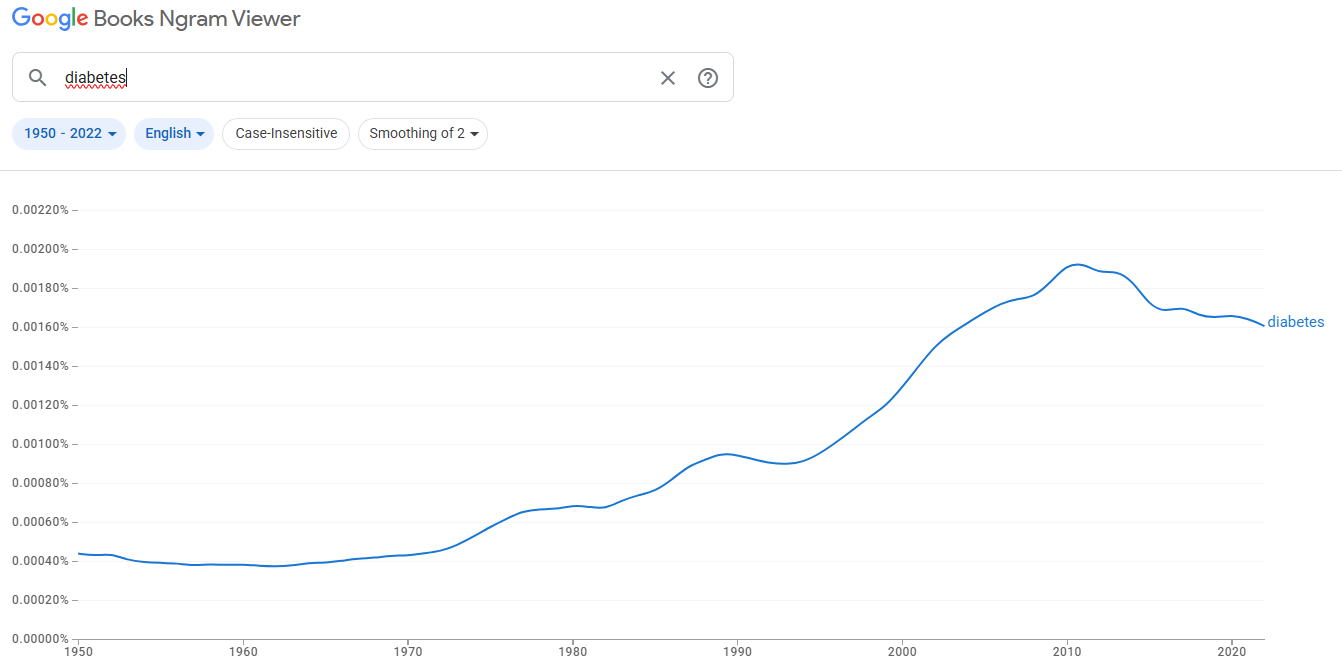 Google Books Ngram Viewer
diabetes
1950 - 2022
English
Case-Insensitive
Smoothing of 2
0.00220%
0.00200%
0.00180%
0.00160%
diabetes
0.00140%
0.00120%
0.00100%
0.00080%
0.00060%
0.00040%
0.00020%
0.00000%
1950 1960 1970 1980 1990 2000 2010 2020